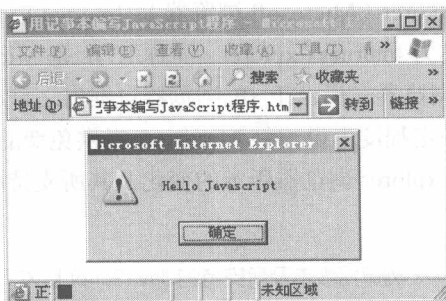 用记事本编写JavaScript程序 - Microsoft I
文件(F) 编辑(E) 查看(V) 收藏(A) 工具(T) »
后退 搜索 收藏夹 »
地址(D) 记事本编写JavaScript程序.htm 转到 链接 »
Microsoft Internet Explorer
Hello Javascript
确定
正 未知区域